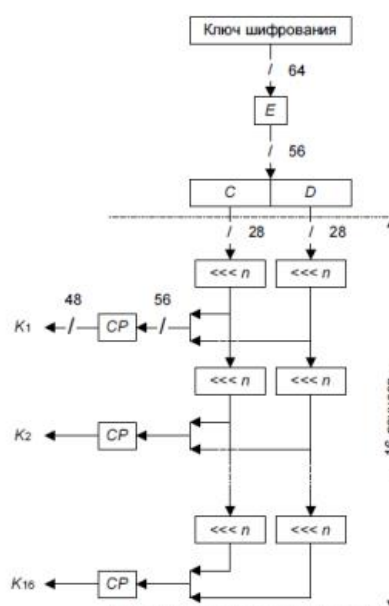 Ключ шифрования
64
E
56
C D
28 28
<<< n <<< n
48 56
K1 CP
<<< n <<< n
K2 CP
<<< n <<< n
K16 CP